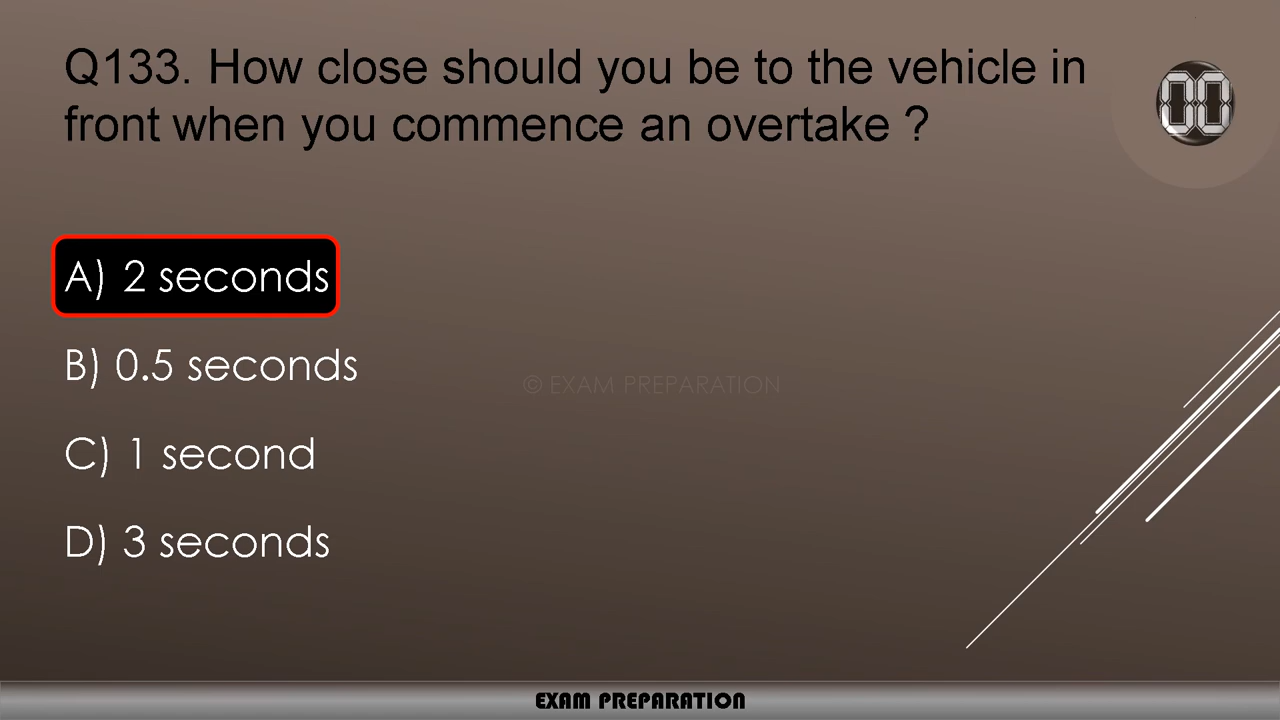 Q133. How close should you be to the vehicle in
front when you commence an overtake ?
00
A) 2 seconds
B) 0.5 seconds
© EXAM PREPARATION
C) 1 second
D) 3 seconds
EXAM PREPARATION